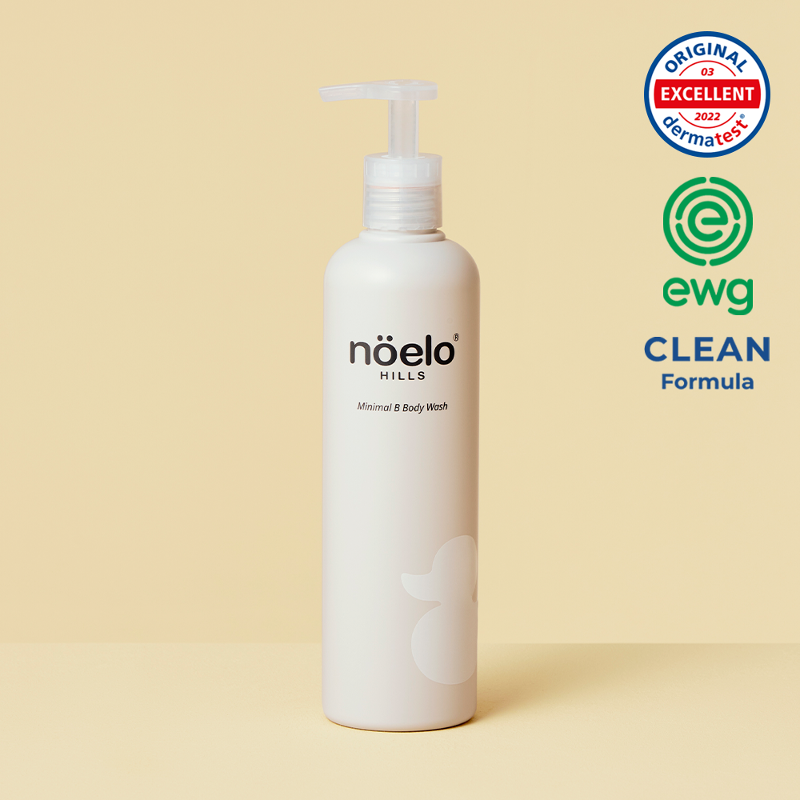 ORIGINAL
03
EXCELLENT
2022
dermatest®
e
ewg
CLEAN
Formula
nöelo®
HILLS
Minimal B Body Wash